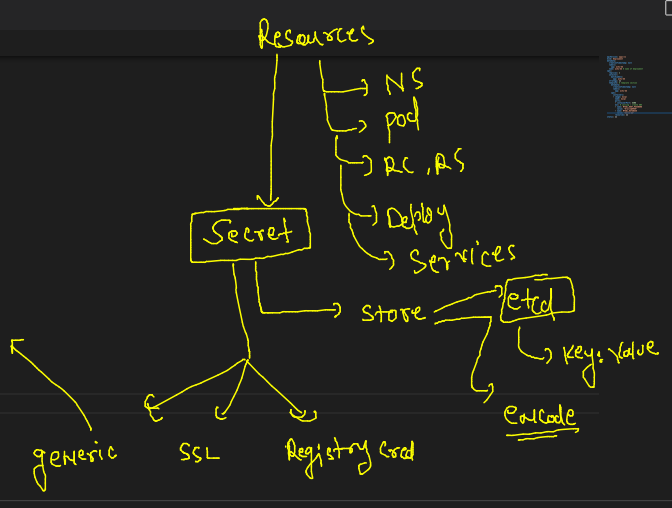 Resources
NS
pod
RC, RS
Deploy
Services
Secret
store
etcd
key:value
encode
generic
SSL
Registry cred